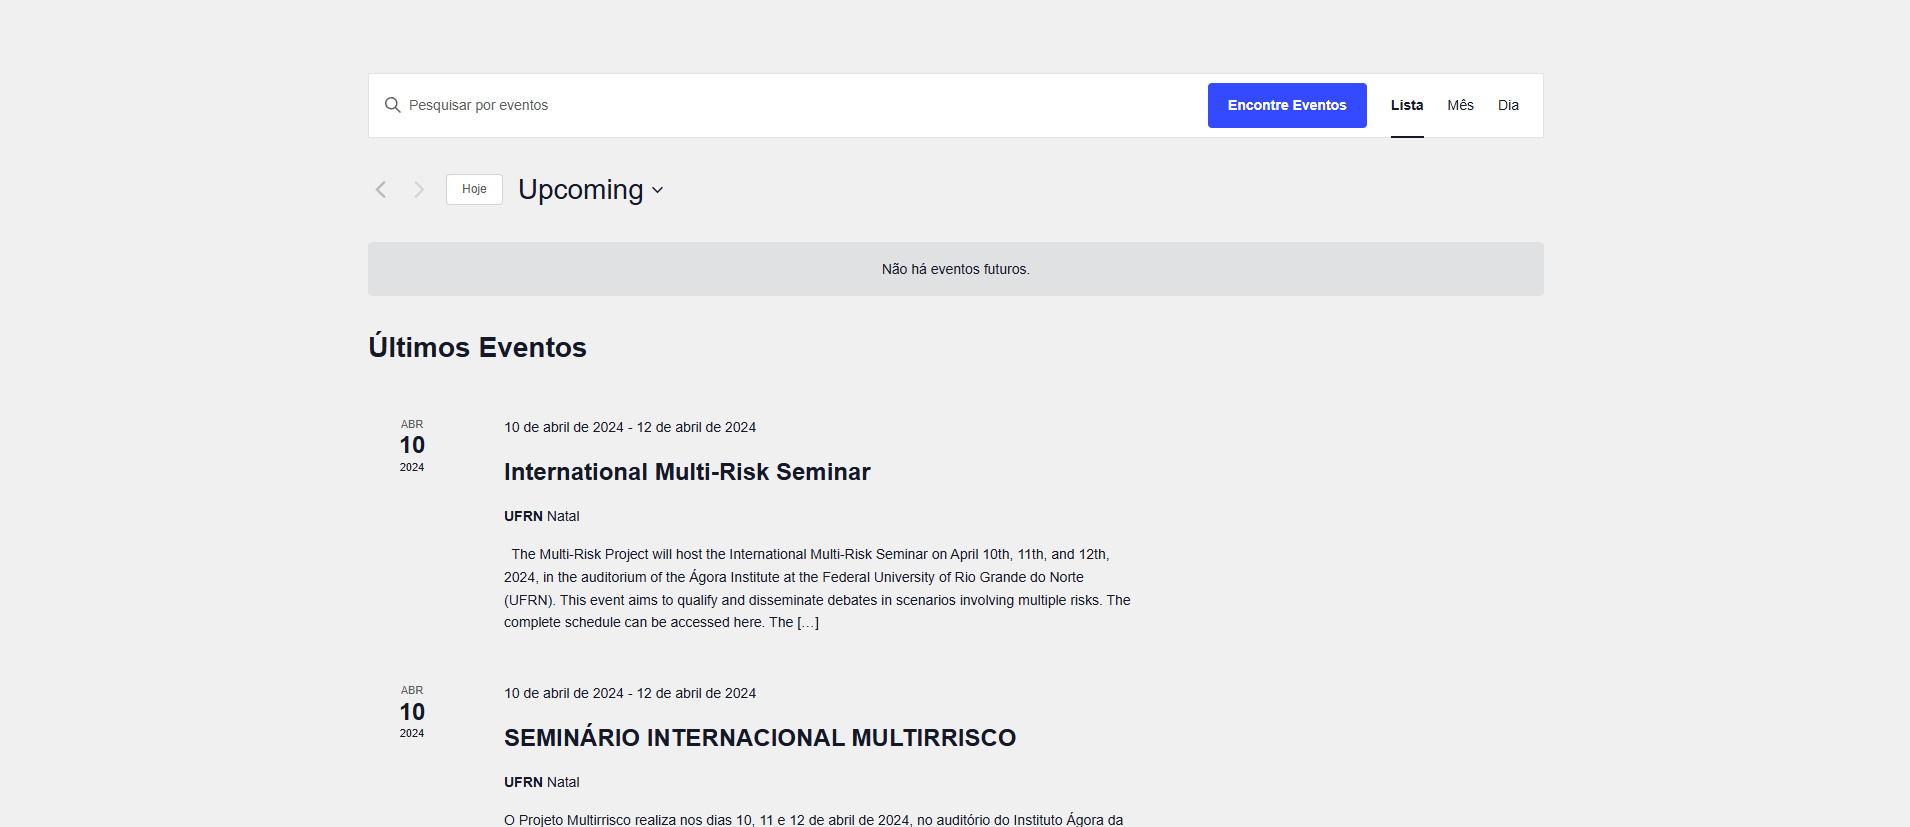 Pesquisar por eventos
Encontre Eventos
Lista
Mês
Dia
Hoje
Upcoming
Não há eventos futuros.
Últimos Eventos
ABR
10
2024
10 de abril de 2024 - 12 de abril de 2024
International Multi-Risk Seminar
UFRN Natal
The Multi-Risk Project will host the International Multi-Risk Seminar on April 10th, 11th, and 12th,
2024, in the auditorium of the Ágora Institute at the Federal University of Rio Grande do Norte
(UFRN). This event aims to qualify and disseminate debates in scenarios involving multiple risks. The
complete schedule can be accessed here. The […]
ABR
10
2024
10 de abril de 2024 - 12 de abril de 2024
SEMINÁRIO INTERNACIONAL MULTIRRISCO
UFRN Natal
O Projeto Multirrisco realiza nos dias 10, 11 e 12 de abril de 2024, no auditório do Instituto Ágora da